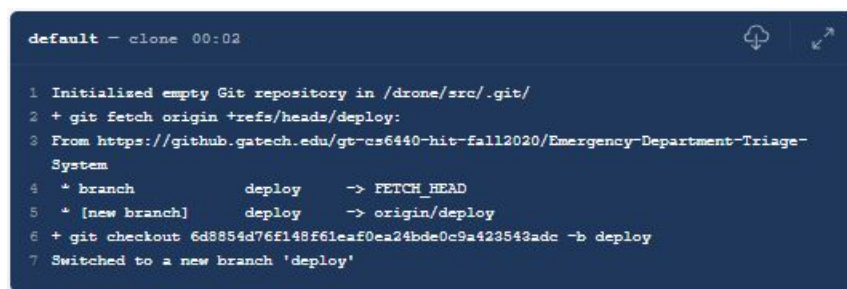 default — clone 00:02
1 Initialized empty Git repository in /drone/src/.git/
2 + git fetch origin +refs/heads/deploy:
3 From https://github.gatech.edu/gt-cs6440-hit-fall2020/Emergency-Department-Triage-
System
4 * branch deploy -> FETCH_HEAD
5 * [new branch] deploy -> origin/deploy
6 + git checkout 6d8854d76f148f61eaf0ea24bde0c9a423543adc -b deploy
7 Switched to a new branch 'deploy'